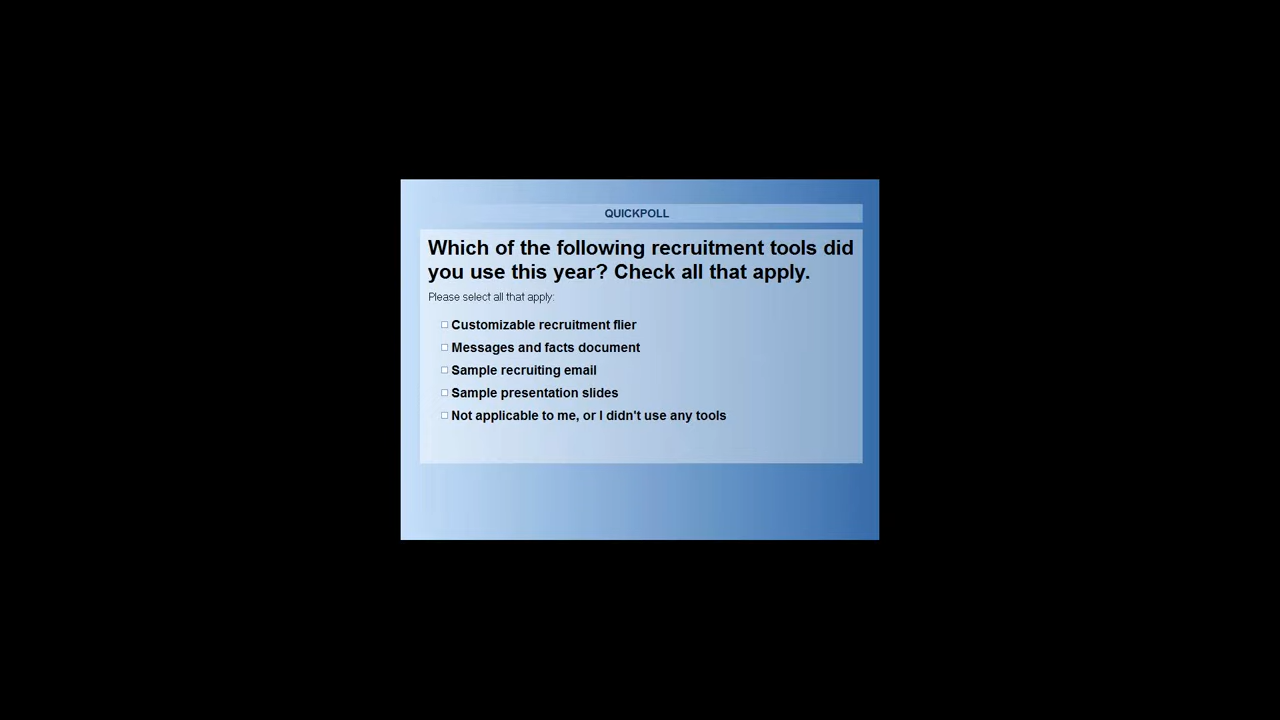 QUICKPOLL
Which of the following recruitment tools did
you use this year? Check all that apply.
Please select all that apply:
Customizable recruitment flier
Messages and facts document
Sample recruiting email
Sample presentation slides
Not applicable to me, or I didn't use any tools